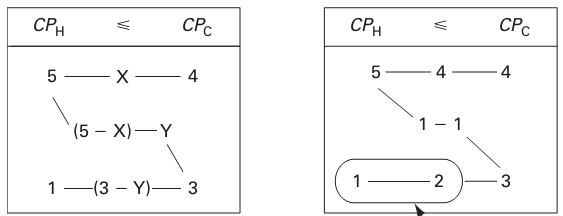 CP_H ≤ CP_C
5 — X — 4
(5 − X) — Y
1 — (3 − Y) — 3
CP_H ≤ CP_C
5 — 4 — 4
1 − 1
1 — 2 — 3